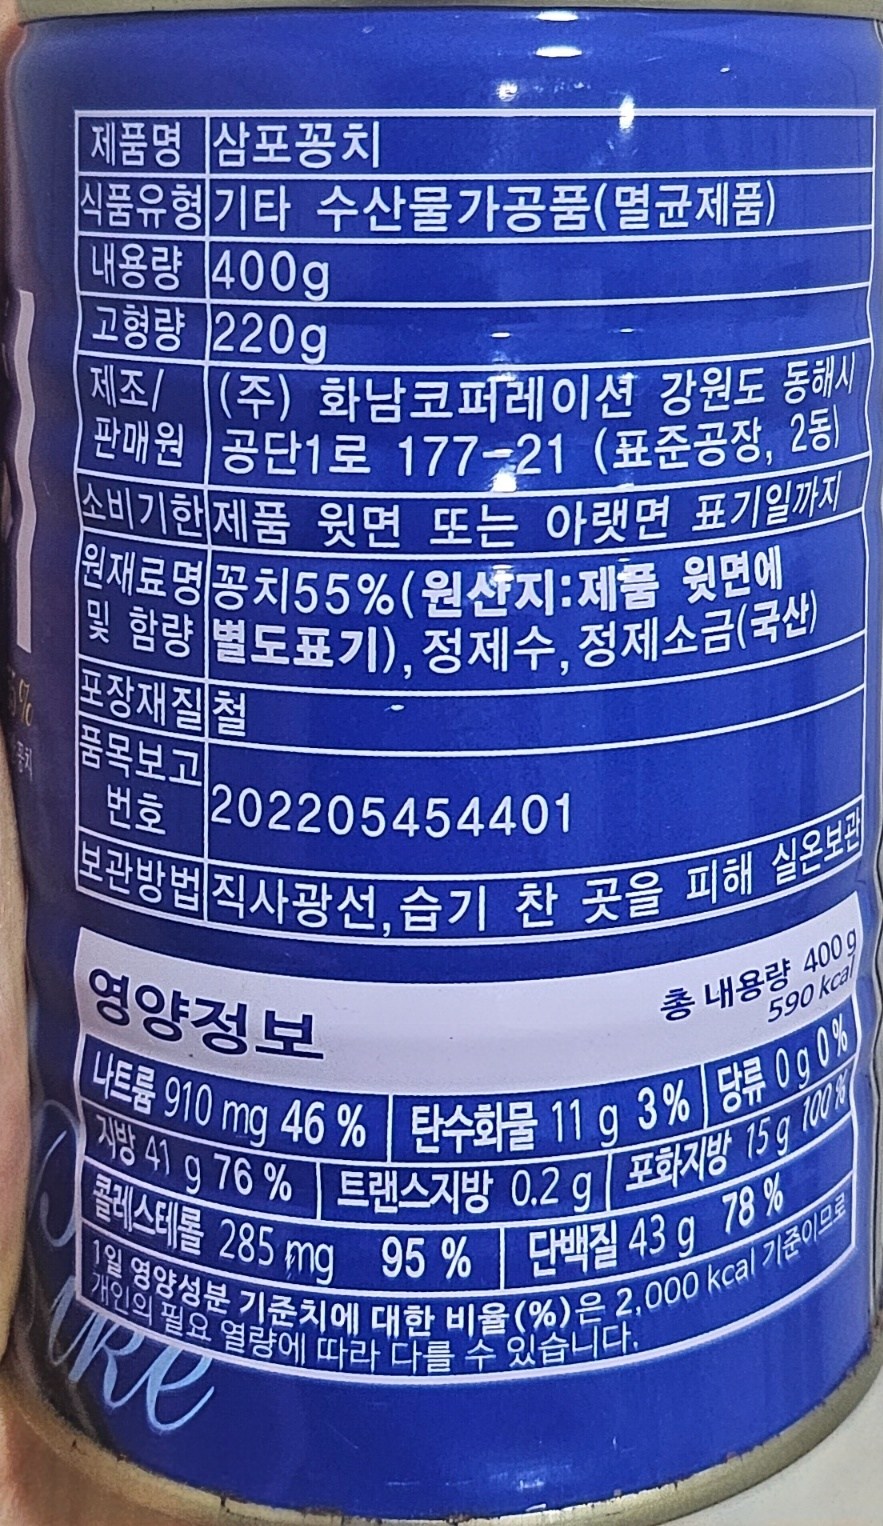 제품명 삼포꽁치
식품유형 기타 수산물가공품(멸균제품)
내용량 400g
고형량 220g
제조/ (주) 화남코퍼레이션 강원도 동해시
판매원 공단1로 177-21 (표준공장, 2동)
소비기한 제품 윗면 또는 아랫면 표기일까지
원재료명 꽁치55%(원산지:제품 윗면에
및 함량 별도표기), 정제수, 정제소금(국산)
포장재질 철
품목보고
번호 202205454401
보관방법 직사광선, 습기 찬 곳을 피해 실온보관
영양정보
총 내용량 400 g
590 kcal
나트륨 910 mg 46 % 탄수화물 11 g 3% 당류 0 g 0 %
지방 41 g 76 % 트랜스지방 0.2 g 포화지방 15 g 100 %
콜레스테롤 285 mg 95 % 단백질 43 g 78 %
1일 영양성분 기준치에 대한 비율(%)은 2,000 kcal 기준이므로
개인의 필요 열량에 따라 다를 수 있습니다.